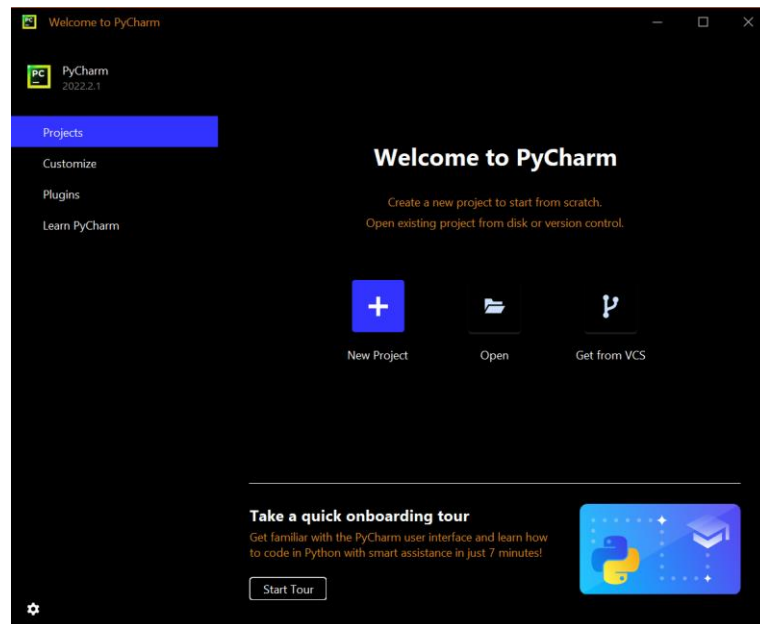 PC
Welcome to PyCharm
PC
PyCharm
2022.2.1
Projects
Customize
Plugins
Learn PyCharm
Welcome to PyCharm
Create a new project to start from scratch.
Open existing project from disk or version control.
New Project
Open
Get from VCS
Take a quick onboarding tour
Get familiar with the PyCharm user interface and learn how
to code in Python with smart assistance in just 7 minutes!
Start Tour